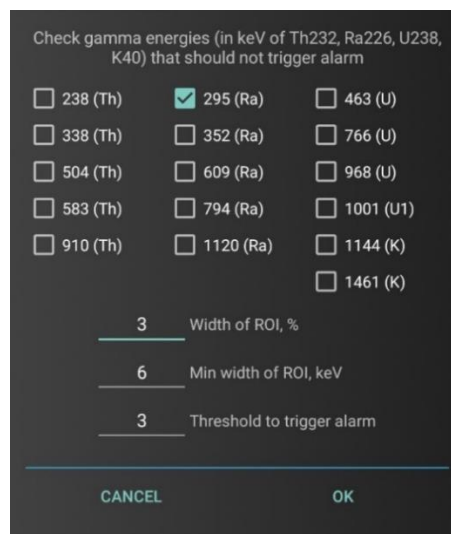 Check gamma energies (in keV of Th232, Ra226, U238,
K40) that should not trigger alarm
238 (Th) 295 (Ra) 463 (U)
338 (Th) 352 (Ra) 766 (U)
504 (Th) 609 (Ra) 968 (U)
583 (Th) 794 (Ra) 1001 (U1)
910 (Th) 1120 (Ra) 1144 (K)
1461 (K)
3 Width of ROI, %
6 Min width of ROI, keV
3 Threshold to trigger alarm
CANCEL OK